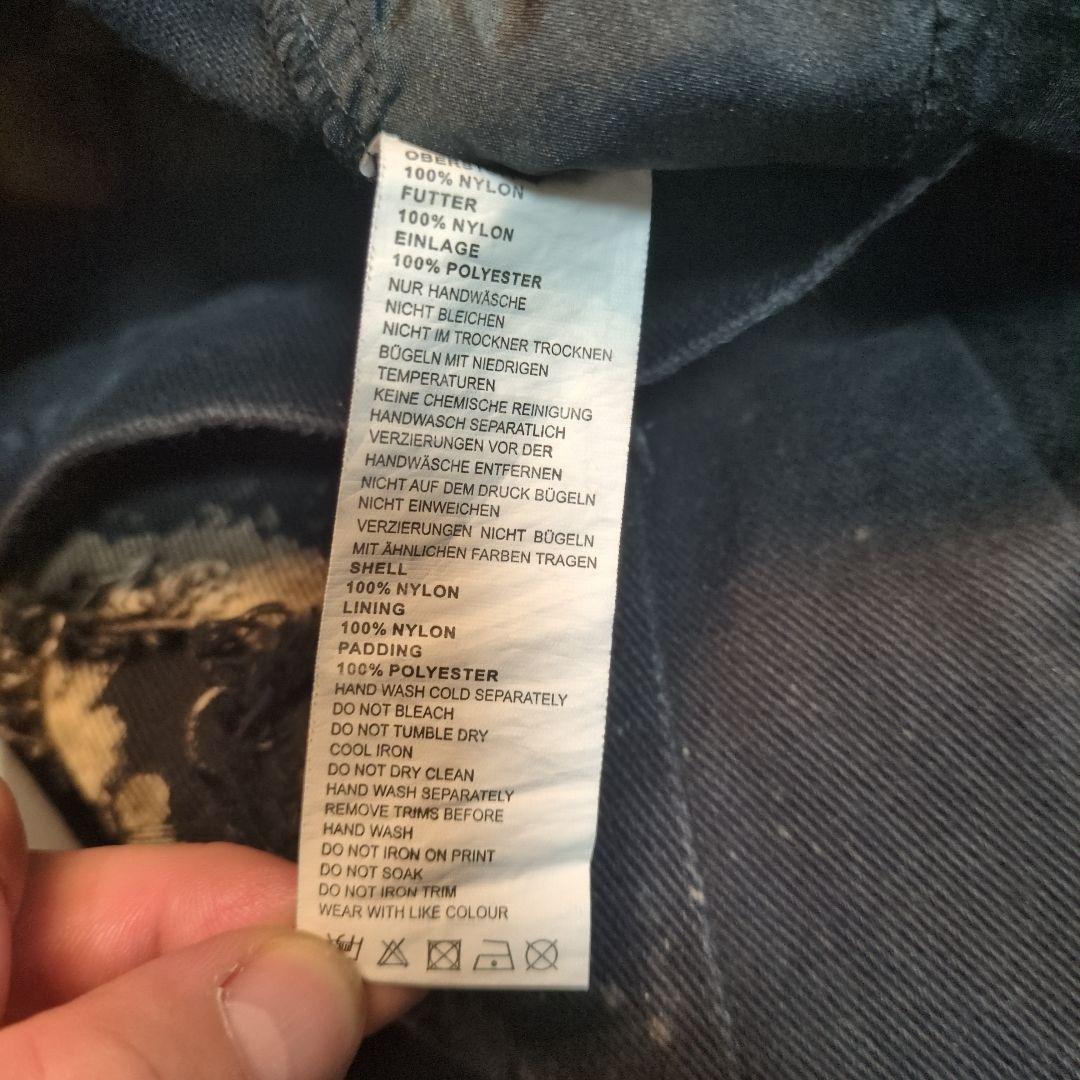 100% NYLON
FUTTER
100% NYLON
EINLAGE
100% POLYESTER
NUR HANDWÄSCHE
NICHT BLEICHEN
NICHT IM TROCKNER TROCKNEN
BÜGELN MIT NIEDRIGEN
TEMPERATUREN
KEINE CHEMISCHE REINIGUNG
HANDWASCH SEPARATLICH
VERZIERUNGEN VOR DER
HANDWÄSCHE ENTFERNEN
NICHT AUF DEM DRUCK BÜGELN
NICHT EINWEICHEN
VERZIERUNGEN NICHT BÜGELN
MIT ÄHNLICHEN FARBEN TRAGEN
SHELL
100% NYLON
LINING
100% NYLON
PADDING
100% POLYESTER
HAND WASH COLD SEPARATELY
DO NOT BLEACH
DO NOT TUMBLE DRY
COOL IRON
DO NOT DRY CLEAN
HAND WASH SEPARATELY
REMOVE TRIMS BEFORE
HAND WASH
DO NOT IRON ON PRINT
DO NOT SOAK
DO NOT IRON TRIM
WEAR WITH LIKE COLOUR